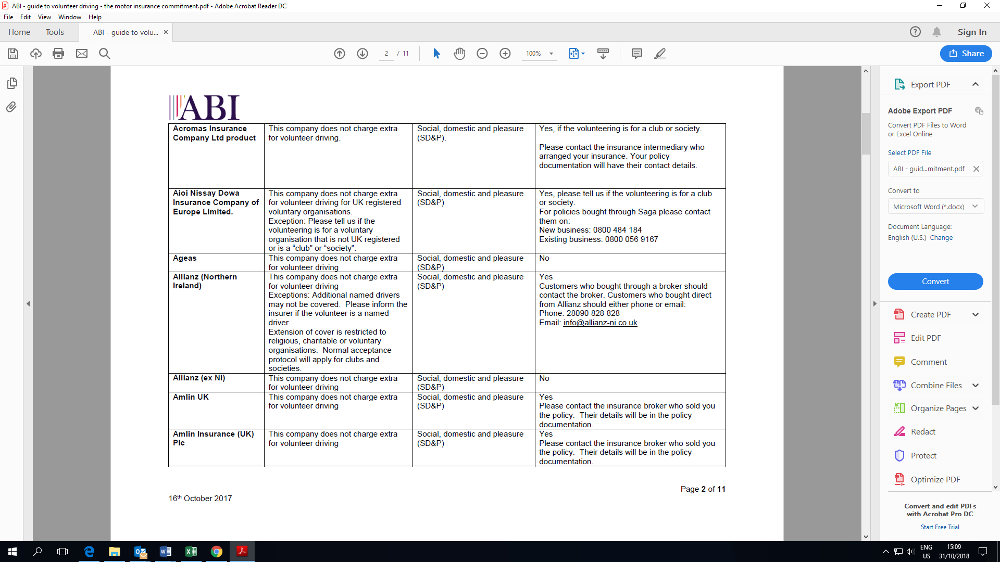 ABI - guide to volunteer driving - the motor insurance commitment.pdf - Adobe Acrobat Reader DC
File Edit View Window Help
Home Tools ABI - guide to volu... Sign In
2 / 11 100% Share
ABI
Acromas Insurance
Company Ltd product
This company does not charge extra
for volunteer driving.
Social, domestic and pleasure
(SD&P).
Yes, if the volunteering is for a club or society.
Please contact the insurance intermediary who
arranged your insurance. Your policy
documentation will have their contact details.
Aioi Nissay Dowa
Insurance Company of
Europe Limited.
This company does not charge extra
for volunteer driving for UK registered
voluntary organisations.
Exception: Please tell us if the
volunteering is for a voluntary
organisation that is not UK registered
or is a “club” or “society”.
Social, domestic and pleasure
(SD&P)
Yes, please tell us if the volunteering is for a club
or society.
For policies bought through Saga please contact
them on:
New business: 0800 484 184
Existing business: 0800 056 9167
Ageas
This company does not charge extra
for volunteer driving
Social, domestic and pleasure
(SD&P)
No
Allianz (Northern
Ireland)
This company does not charge extra
for volunteer driving
Exceptions: Additional named drivers
may not be covered. Please inform the
insurer if the volunteer is a named
driver.
Extension of cover is restricted to
religious, charitable or voluntary
organisations. Normal acceptance
protocol will apply for clubs and
societies.
Social, domestic and pleasure
(SD&P)
Yes
Customers who bought through a broker should
contact the broker. Customers who bought direct
from Allianz should either phone or email:
Phone: 28090 828 828
Email: info@allianz-ni.co.uk
Allianz (ex NI)
This company does not charge extra
for volunteer driving
Social, domestic and pleasure
(SD&P)
No
Amlin UK
This company does not charge extra
for volunteer driving
Social, domestic and pleasure
(SD&P)
Yes
Please contact the insurance broker who sold you
the policy. Their details will be in the policy
documentation.
Amlin Insurance (UK)
Plc
This company does not charge extra
for volunteer driving
Social, domestic and pleasure
(SD&P)
Yes
Please contact the insurance broker who sold you
the policy. Their details will be in the policy
documentation.
Page 2 of 11
16th October 2017
Export PDF
Adobe Export PDF
Convert PDF Files to Word
or Excel Online
Select PDF File
ABI - guid...mitment.pdf
Convert to
Microsoft Word (*.docx)
Document Language:
English (U.S.) Change
Convert
Create PDF
Edit PDF
Comment
Combine Files
Organize Pages
Redact
Protect
Optimize PDF
Convert and edit PDFs
with Acrobat Pro DC
Start Free Trial
ENG
US
15:09
31/10/2018